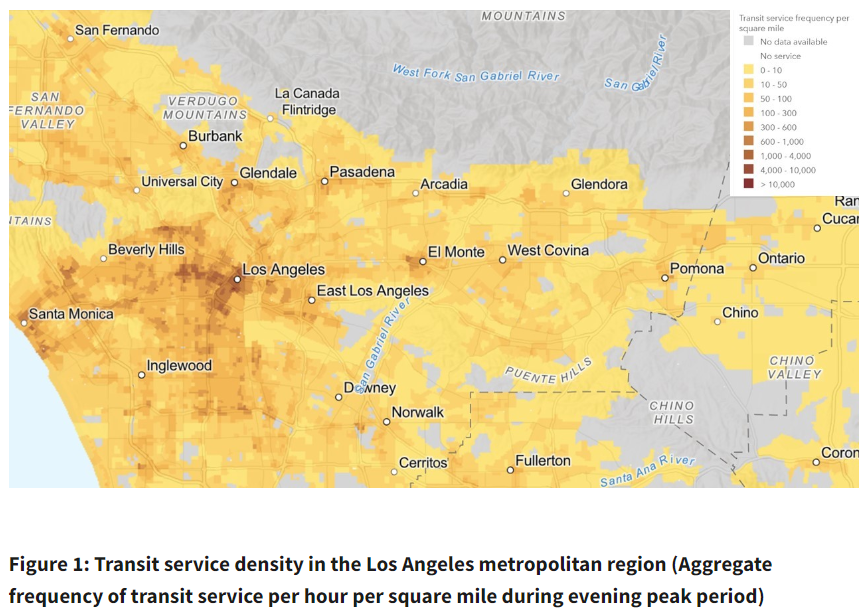 MOUNTAINS
San Fernando
West Fork San Gabriel River
San Gabriel River
SAN
FERNANDO
VALLEY
VERDUGO
MOUNTAINS
La Canada
Flintridge
Burbank
Universal City
Glendale
Pasadena
Arcadia
Glendora
NTAINS
Beverly Hills
Los Angeles
El Monte
West Covina
Pomona
Ontario
Ran
Cucar
East Los Angeles
Santa Monica
San Gabriel River
Chino
Inglewood
PUENTE HILLS
CHINO
VALLEY
Downey
Norwalk
CHINO
HILLS
Cerritos
Fullerton
Santa Ana River
Coron
Transit service frequency per
square mile
No data available
No service
0 - 10
10 - 50
50 - 100
100 - 300
300 - 600
600 - 1,000
1,000 - 4,000
4,000 - 10,000
> 10,000
Figure 1: Transit service density in the Los Angeles metropolitan region (Aggregate
frequency of transit service per hour per square mile during evening peak period)